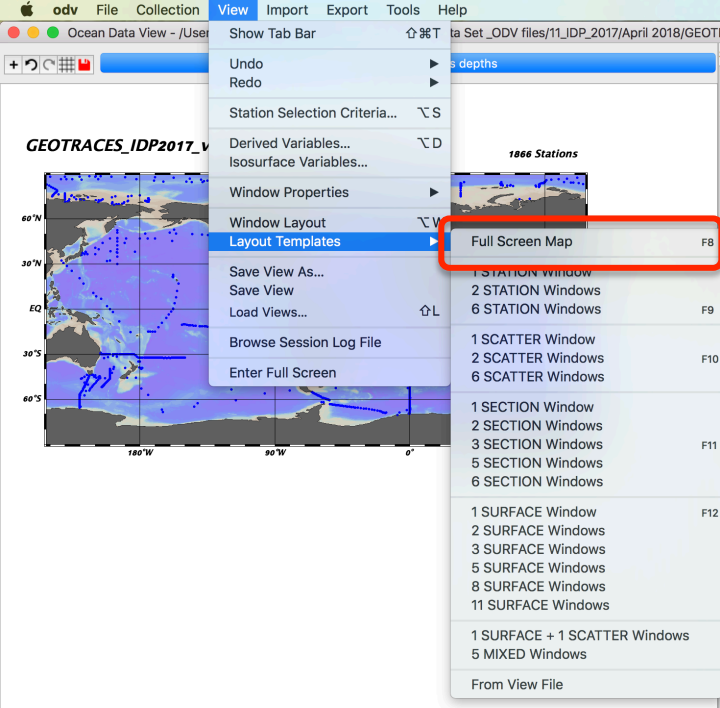 odv File Collection View Import Export Tools Help
Ocean Data View - /User
ta Set _ODV files/11_IDP_2017/April 2018/GEOT
s depths
Show Tab Bar ⇧⌘T
Undo
Redo
Station Selection Criteria... ⌥S
Derived Variables... ⌥D
Isosurface Variables...
Window Properties
Window Layout ⌥W
Layout Templates
Save View As...
Save View
Load Views... ⇧L
Browse Session Log File
Enter Full Screen
Full Screen Map F8
1 STATION Window
2 STATION Windows
6 STATION Windows F9
1 SCATTER Window
2 SCATTER Windows F10
6 SCATTER Windows
1 SECTION Window
2 SECTION Windows
3 SECTION Windows F11
5 SECTION Windows
6 SECTION Windows
1 SURFACE Window F12
2 SURFACE Windows
3 SURFACE Windows
5 SURFACE Windows
8 SURFACE Windows
11 SURFACE Windows
1 SURFACE + 1 SCATTER Windows
5 MIXED Windows
From View File
GEOTRACES_IDP2017_v
1866 Stations
60°N
30°N
EQ
30°S
60°S
180°W 90°W 0°